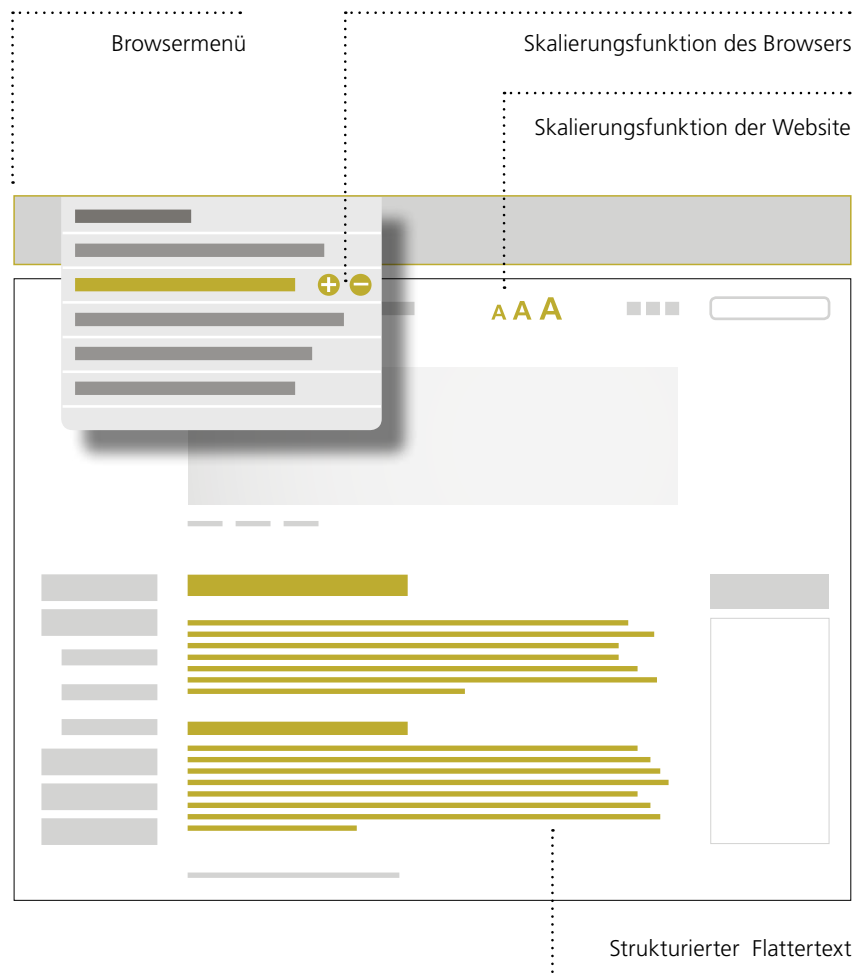 Browsermenü
Skalierungsfunktion des Browsers
Skalierungsfunktion der Website
A A A
Strukturierter Flattertext